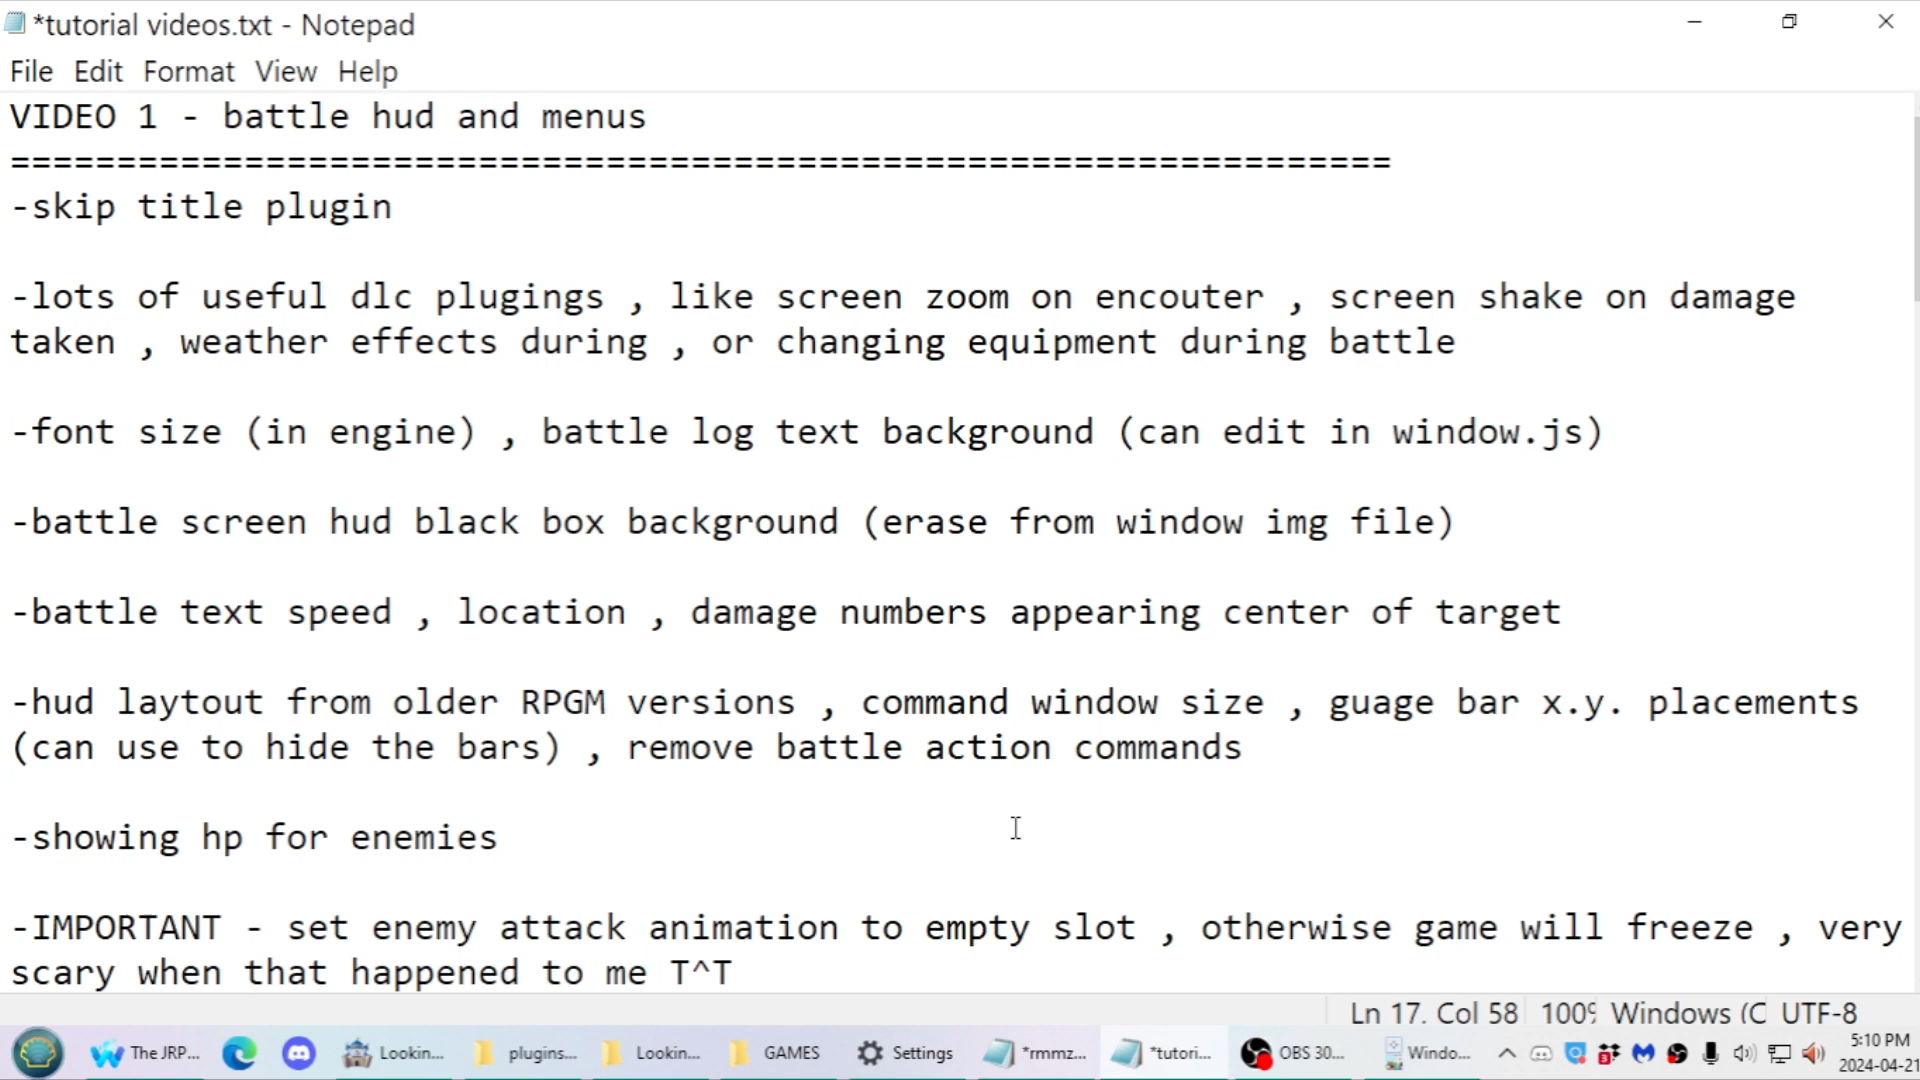 *tutorial videos.txt - Notepad
File Edit Format View Help
VIDEO 1 - battle hud and menus
=================================================================
-skip title plugin
-lots of useful dlc plugings , like screen zoom on encouter , screen shake on damage
taken , weather effects during , or changing equipment during battle
-font size (in engine) , battle log text background (can edit in window.js)
-battle screen hud black box background (erase from window img file)
-battle text speed , location , damage numbers appearing center of target
-hud laytout from older RPGM versions , command window size , guage bar x.y. placements
(can use to hide the bars) , remove battle action commands
-showing hp for enemies
-IMPORTANT - set enemy attack animation to empty slot , otherwise game will freeze , very
scary when that happened to me T^T
Ln 17, Col 58 100% Windows (C UTF-8
The JRP... Lookin... plugins... Lookin... GAMES Settings *rmmz... *tutori... OBS 30... Windo... 5:10 PM
2024-04-21